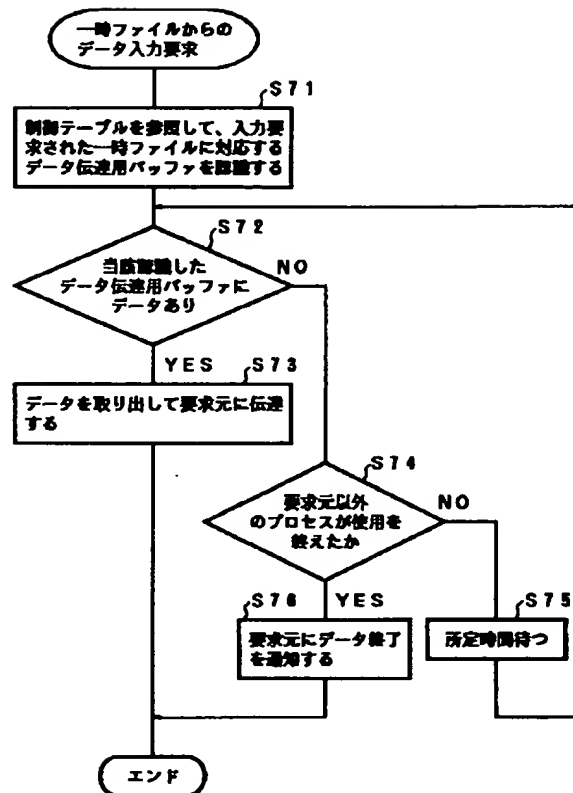 一時ファイルからの
データ入力要求
S71
制御テーブルを参照して、入力要
求された一時ファイルに対応する
データ伝達用バッファを認識する
S72
当該認識した
データ伝達用バッファに
データあり
NO
YES
S73
データを取り出して要求元に伝達
する
S74
要求元以外
のプロセスが使用を
終えたか
NO
S76
YES
S75
要求元にデータ終了
を通知する
所定時間待つ
エンド